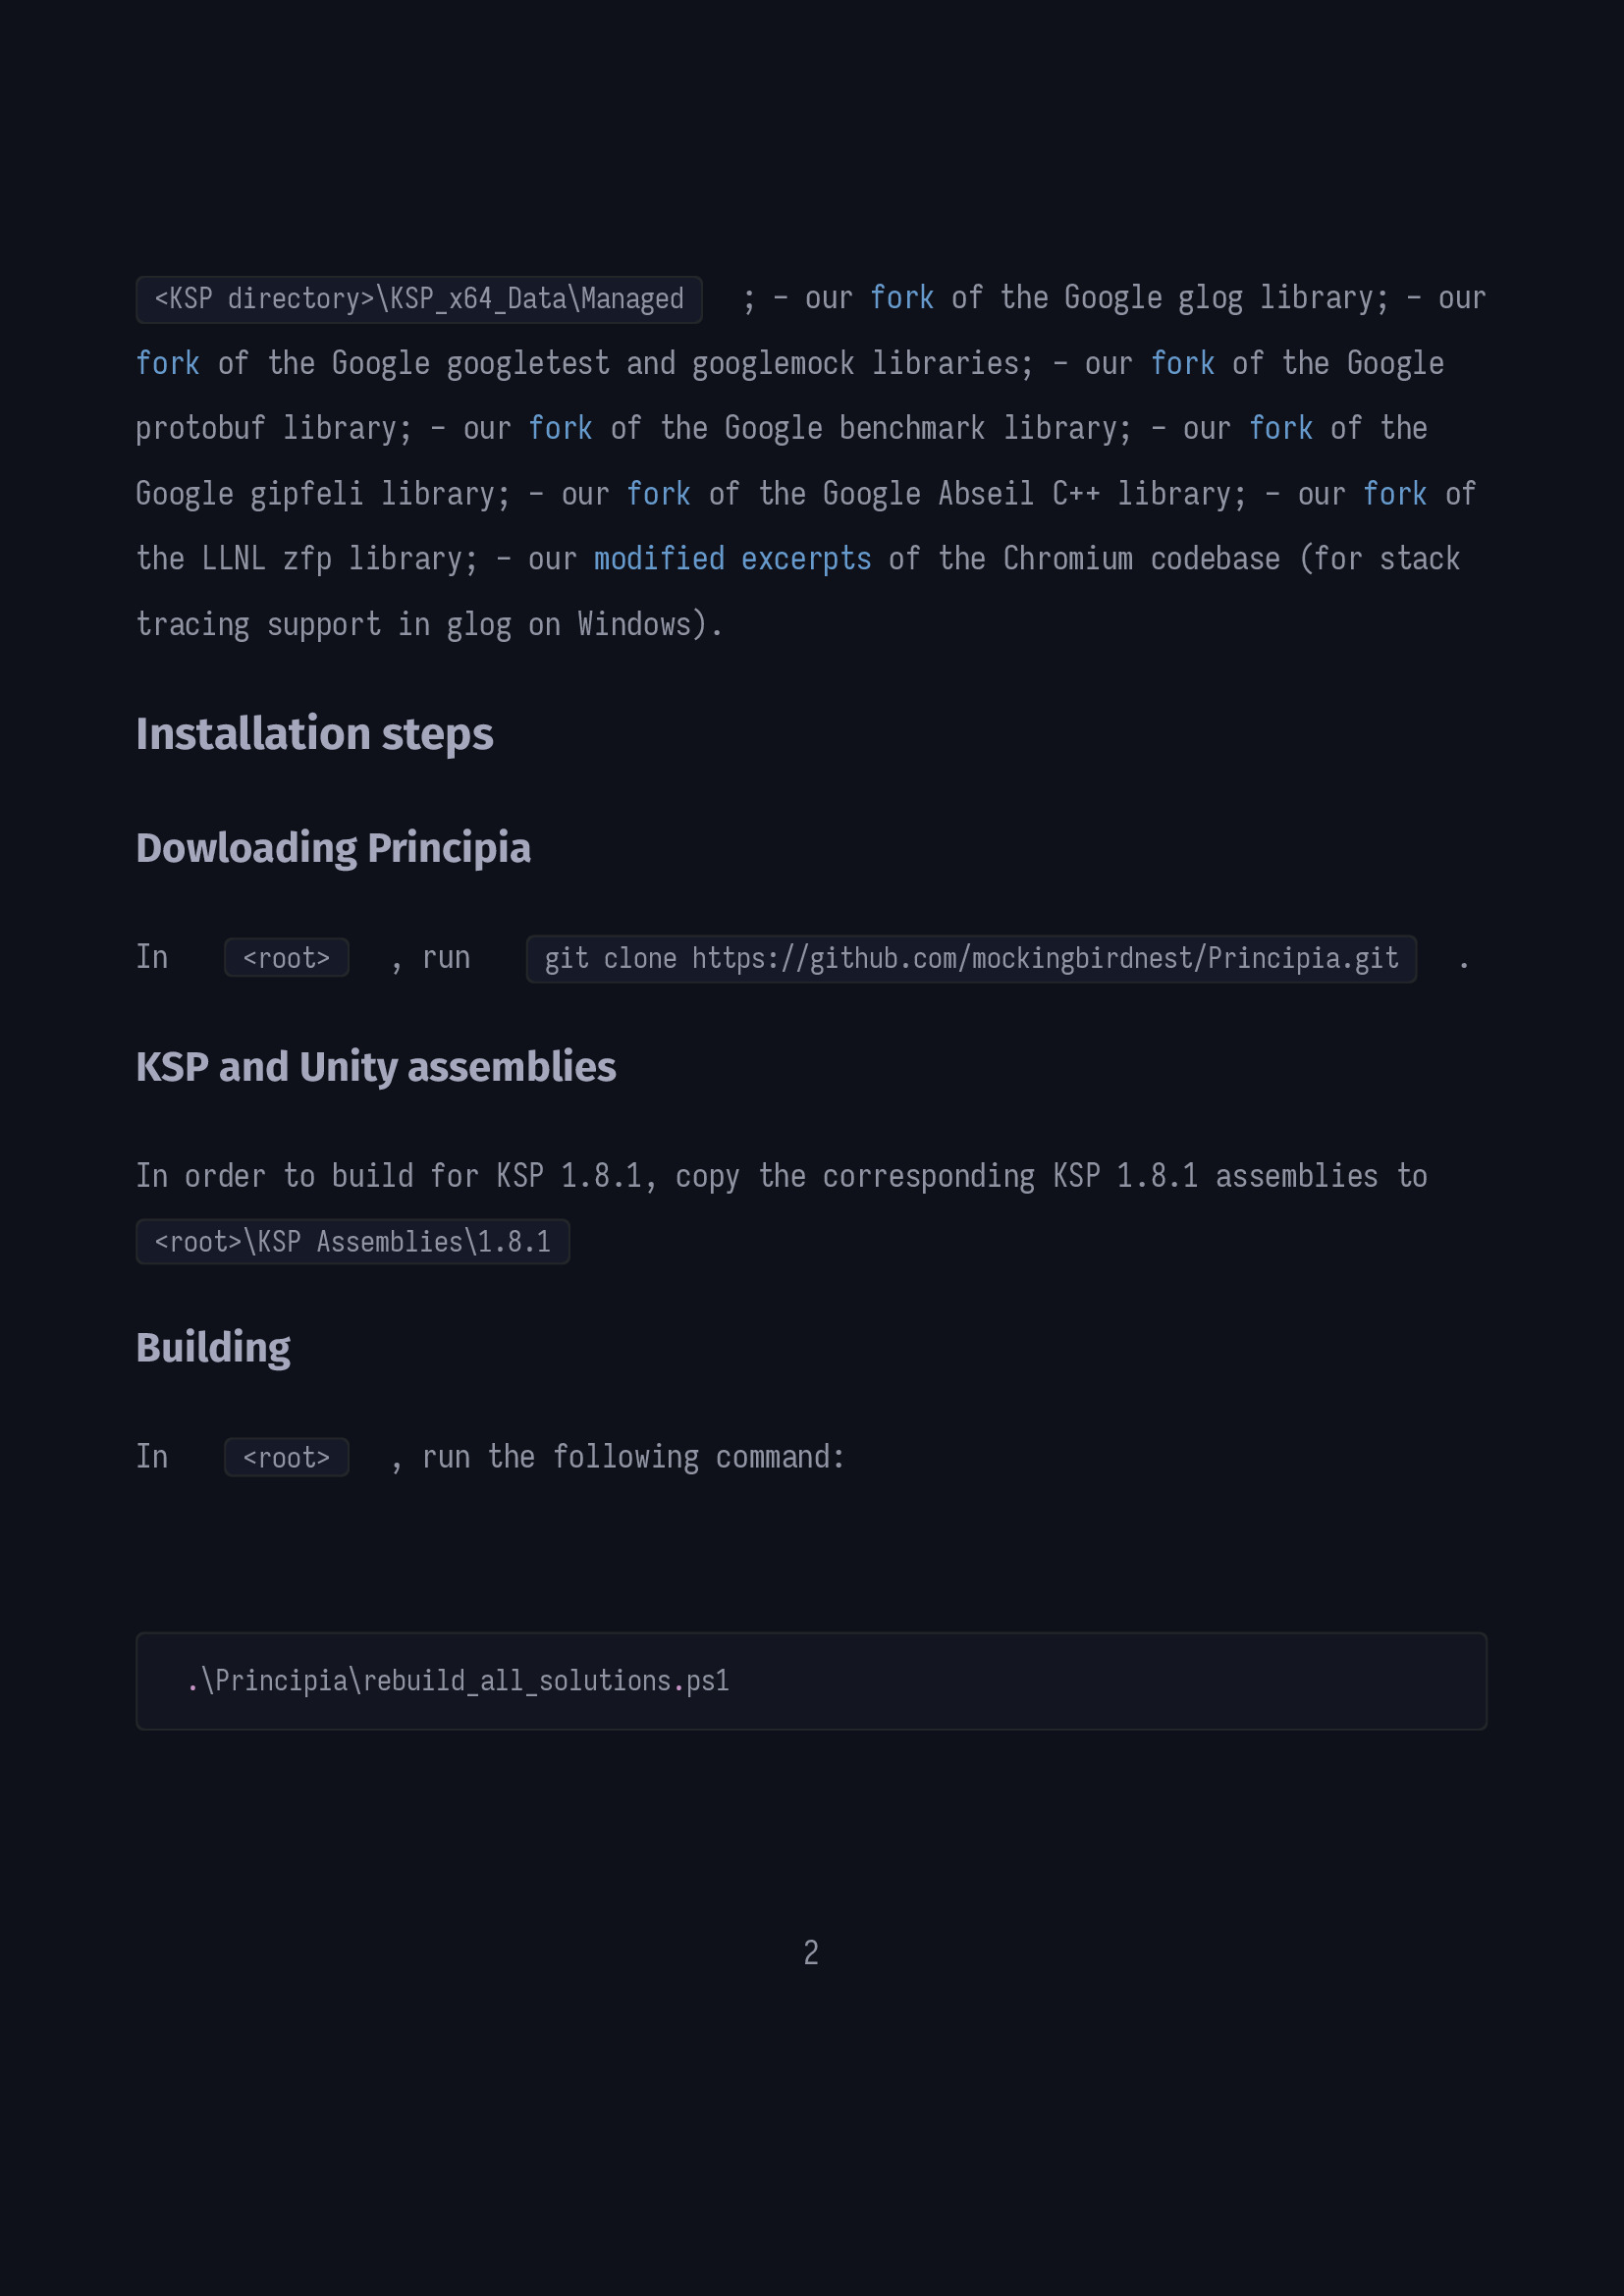 <KSP directory>\KSP_x64_Data\Managed ; – our fork of the Google glog library; – our
fork of the Google googletest and googlemock libraries; – our fork of the Google
protobuf library; – our fork of the Google benchmark library; – our fork of the
Google gipfeli library; – our fork of the Google Abseil C++ library; – our fork of
the LLNL zfp library; – our modified excerpts of the Chromium codebase (for stack
tracing support in glog on Windows).
Installation steps
Dowloading Principia
In <root> , run git clone https://github.com/mockingbirdnest/Principia.git .
KSP and Unity assemblies
In order to build for KSP 1.8.1, copy the corresponding KSP 1.8.1 assemblies to
<root>\KSP Assemblies\1.8.1
Building
In <root> , run the following command:
.\Principia\rebuild_all_solutions.ps1
2